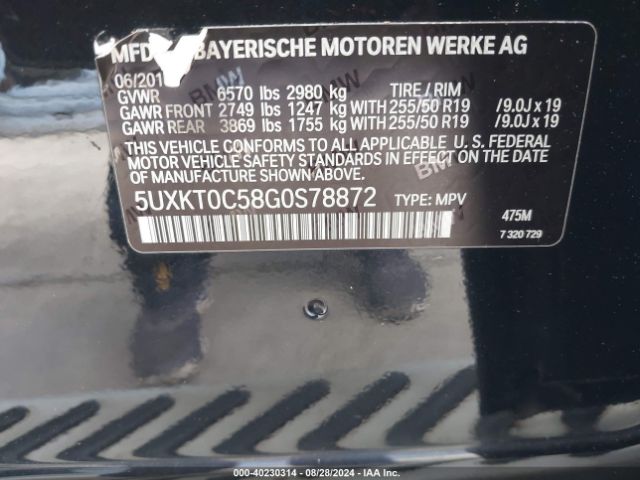 MFD BAYERISCHE MOTOREN WERKE AG
06/201
GVWR 6570 lbs 2980 kg TIRE / RIM
GAWR FRONT 2749 lbs 1247 kg WITH 255/50 R19 /9.0J x 19
GAWR REAR 3869 lbs 1755 kg WITH 255/50 R19 /9.0J x 19
THIS VEHICLE CONFORMS TO ALL APPLICABLE U. S. FEDERAL
MOTOR VEHICLE SAFETY STANDARDS IN EFFECT ON THE DATE
OF MANUFACTURE SHOWN ABOVE.
5UXKT0C58G0S78872 TYPE: MPV
475M
7 320 729
000-40230314 - 08/28/2024 - IAA Inc.